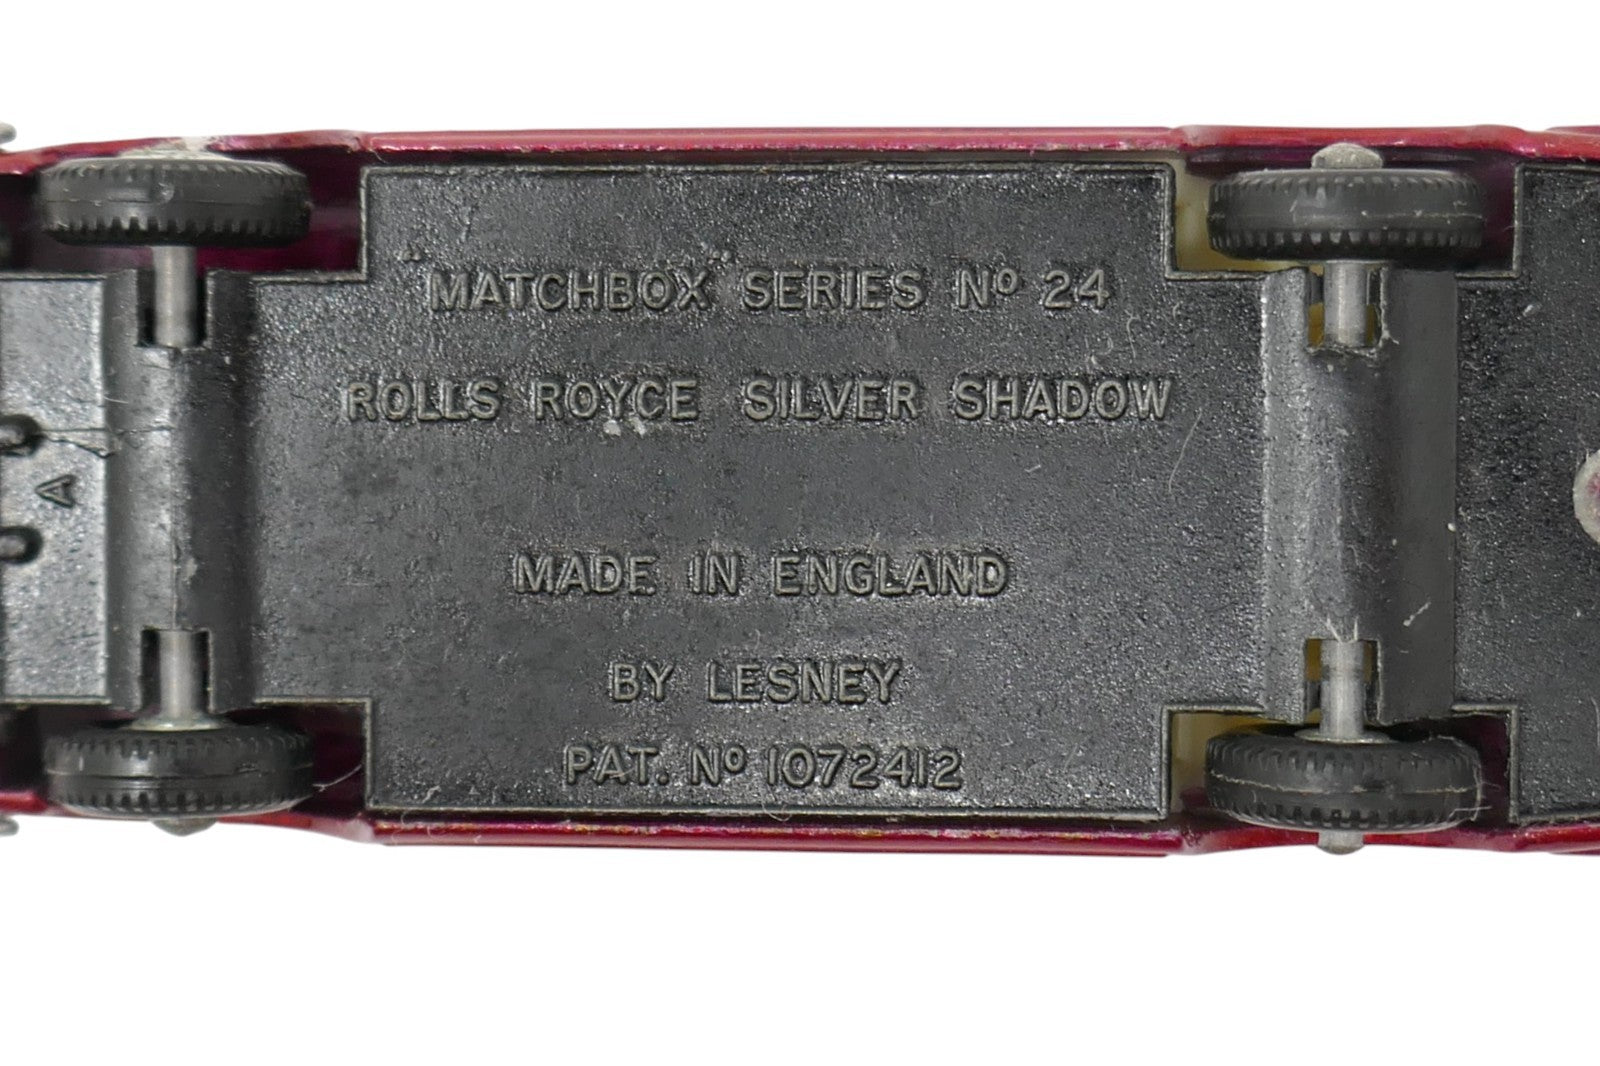 "MATCHBOX" SERIES Nº 24
ROLLS ROYCE SILVER SHADOW
MADE IN ENGLAND
BY LESNEY
PAT. Nº 1072412
A